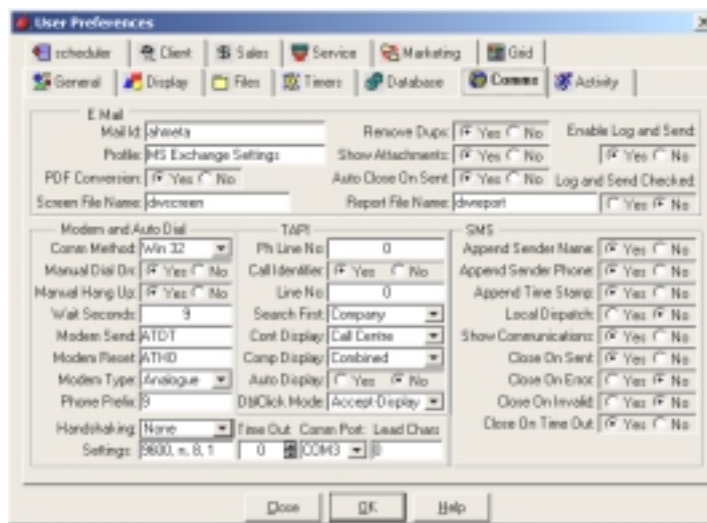 User Preferences
scheduler Client Sales Service Marketing Grid
General Display Files Timers Database Comms Activity
E Mail
Mail Id: ahweta
Remove Dups: Yes No
Enable Log and Send:
Profile: MS Exchange Settings
Show Attachments: Yes No
Yes No
PDF Conversion: Yes No
Auto Close On Sent: Yes No
Log and Send Checked:
Screen File Name: dwscreen
Report File Name: dwreport
Yes No
Modem and Auto Dial
Comm Method: Win 32
Manual Dial On: Yes No
Manual Hang Up: Yes No
Wait Seconds: 9
Modem Send: ATDT
Modem Reset: ATH0
Modem Type: Analogue
Phone Prefix: 9
Handshaking: None
Settings: 9600, n, 8, 1
TAPI
Ph Line No: 0
Call Identifier: Yes No
Line No: 0
Search First: Company
Cont Display: Call Centre
Comp Display: Combined
Auto Display: Yes No
DblClick Mode: Accept-Display
Time Out Comm Port: Lead Chars
0 COM3 0
SMS
Append Sender Name: Yes No
Append Sender Phone: Yes No
Append Time Stamp: Yes No
Local Dispatch: Yes No
Show Communications: Yes No
Close On Sent: Yes No
Close On Error: Yes No
Close On Invalid: Yes No
Close On Time Out: Yes No
Close OK Help